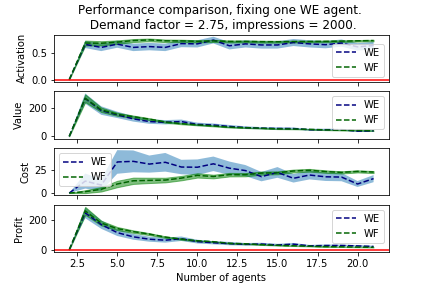 Performance comparison, fixing one WE agent.
Demand factor = 2.75, impressions = 2000.
Activation
0.5
0.0
WE
WF
Value
200
0
WE
WF
Cost
25
0
WE
WF
Profit
200
0
WE
WF
2.5 5.0 7.5 10.0 12.5 15.0 17.5 20.0
Number of agents